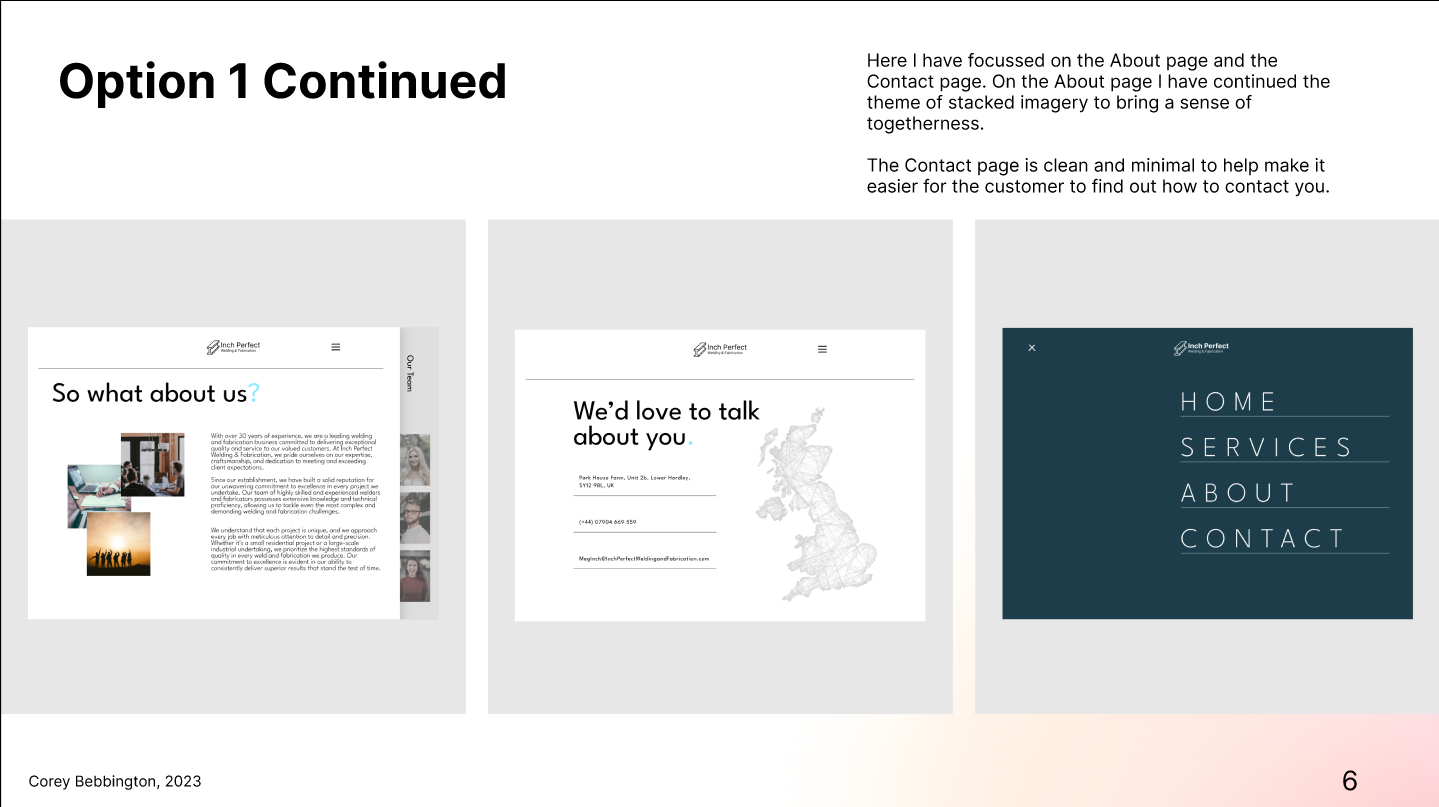 Option 1 Continued
Here I have focussed on the About page and the
Contact page. On the About page I have continued the
theme of stacked imagery to bring a sense of
togetherness.
The Contact page is clean and minimal to help make it
easier for the customer to find out how to contact you.
Inch Perfect
Welding & Fabrication
Our Team
So what about us?
With over 30 years of experience, we are a leading welding
and fabrication business committed to delivering exceptional
quality and service to our valued customers. At Inch Perfect
Welding & Fabrication, we pride ourselves on our expertise,
craftsmanship, and dedication to meeting and exceeding
client expectations.
Since our establishment, we have built a solid reputation for
our unwavering commitment to excellence in every project we
undertake. Our team of highly skilled and experienced welders
and fabricators possesses extensive knowledge and technical
proficiency, allowing us to tackle even the most complex and
demanding welding and fabrication challenges.
We understand that each project is unique, and we approach
every job with meticulous attention to detail and precision.
Whether it's a small residential project or a large-scale
industrial undertaking, we prioritize the highest standards of
quality in every weld and fabrication we produce. Our
commitment to excellence is evident in our ability to
consistently deliver superior results that stand the test of time.
Inch Perfect
Welding & Fabrication
We’d love to talk
about you.
Park House Farm, Unit 2b, Lower Hordley,
SY12 9BL, UK
(+44) 07904 669 559
MegInch@InchPerfectWeldingandFabrication.com
Inch Perfect
Welding & Fabrication
HOME
SERVICES
ABOUT
CONTACT
Corey Bebbington, 2023
6